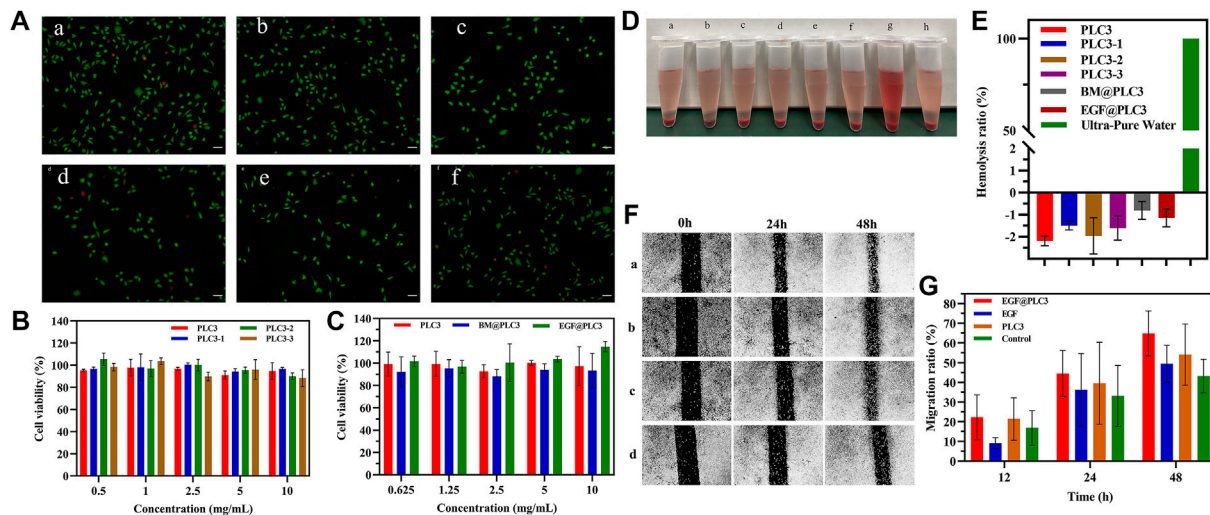 A
a
b
c
d
d
e
e
f
f
B
Cell viability (%)
140
120
100
80
60
40
20
0
PLC3
PLC3-1
PLC3-2
PLC3-3
0.5 1 2.5 5 10
Concentration (mg/mL)
C
Cell viability (%)
140
120
100
80
60
40
20
0
PLC3 BM@PLC3 EGF@PLC3
0.625 1.25 2.5 5 10
Concentration (mg/mL)
D
a b c d e f g h
E
Hemolysis ratio (%)
100
50
2
1
0
-1
-2
PLC3
PLC3-1
PLC3-2
PLC3-3
BM@PLC3
EGF@PLC3
Ultra-Pure Water
F
0h 24h 48h
a
b
c
d
G
Migration ratio (%)
90
80
70
60
50
40
30
20
10
0
EGF@PLC3
EGF
PLC3
Control
12 24 48
Time (h)